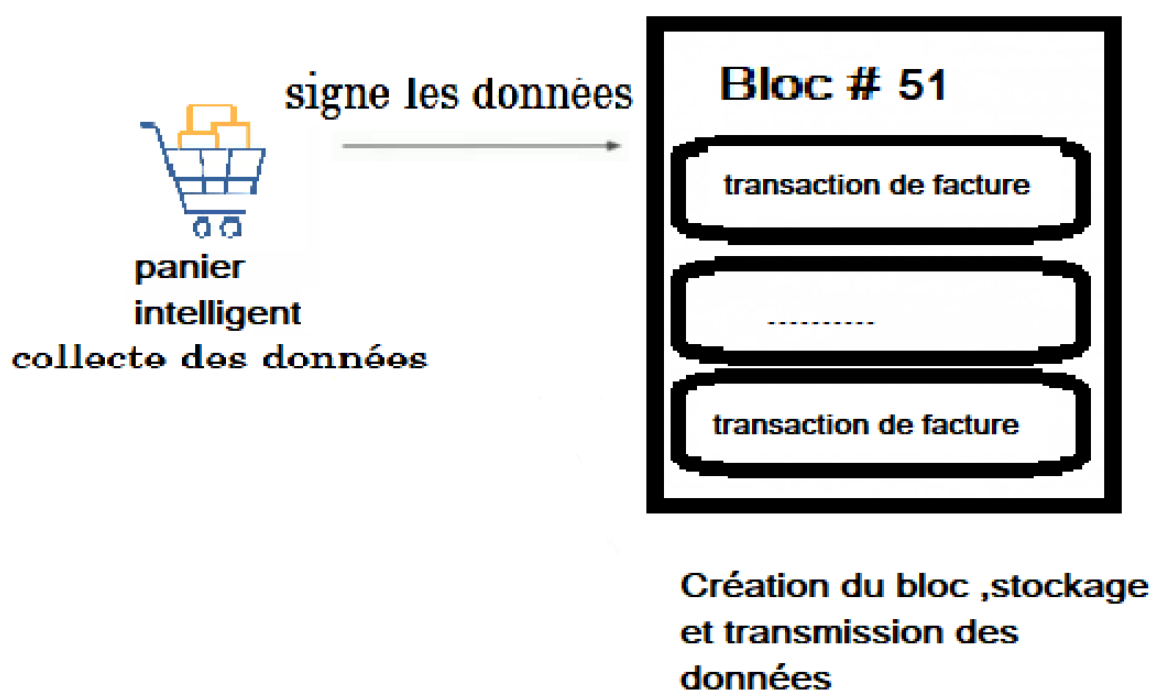 signe les données
Bloc # 51
transaction de facture
----------
transaction de facture
panier
intelligent
collecte des données
Création du bloc ,stockage
et transmission des
données